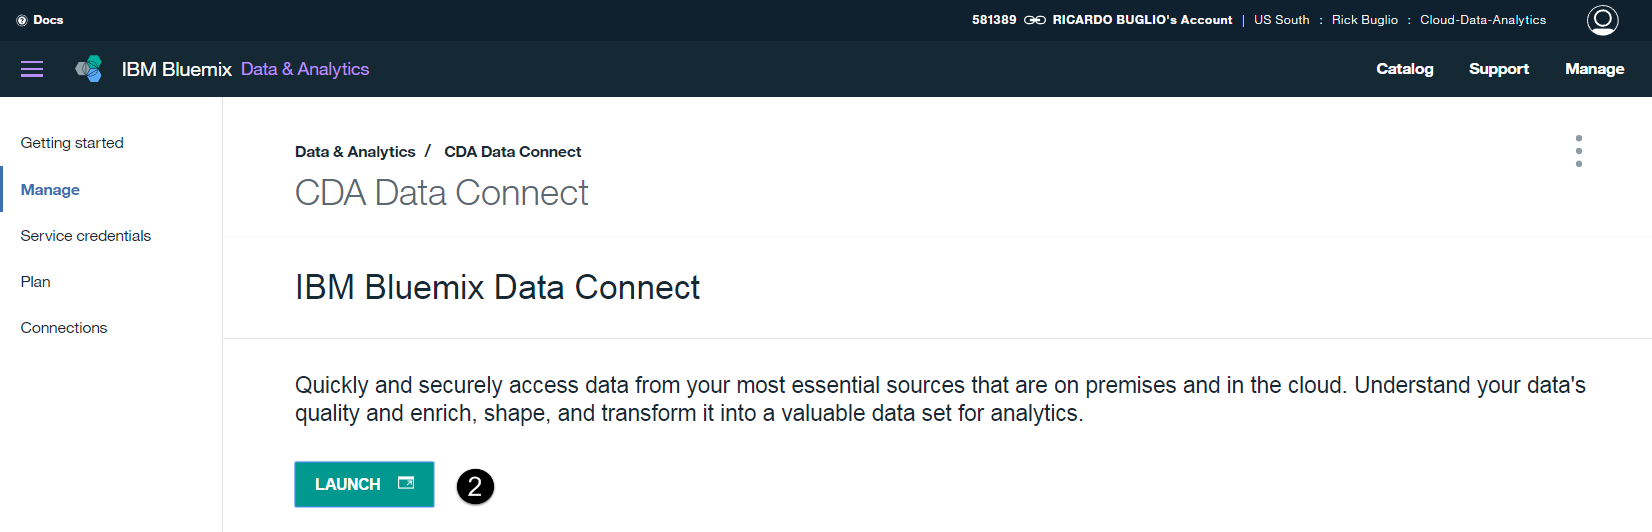 Docs
581389 RICARDO BUGLIO's Account | US South : Rick Buglio : Cloud-Data-Analytics
IBM Bluemix Data & Analytics
Catalog Support Manage
Getting started
Manage
Service credentials
Plan
Connections
Data & Analytics / CDA Data Connect
CDA Data Connect
IBM Bluemix Data Connect
Quickly and securely access data from your most essential sources that are on premises and in the cloud. Understand your data's
quality and enrich, shape, and transform it into a valuable data set for analytics.
LAUNCH
2